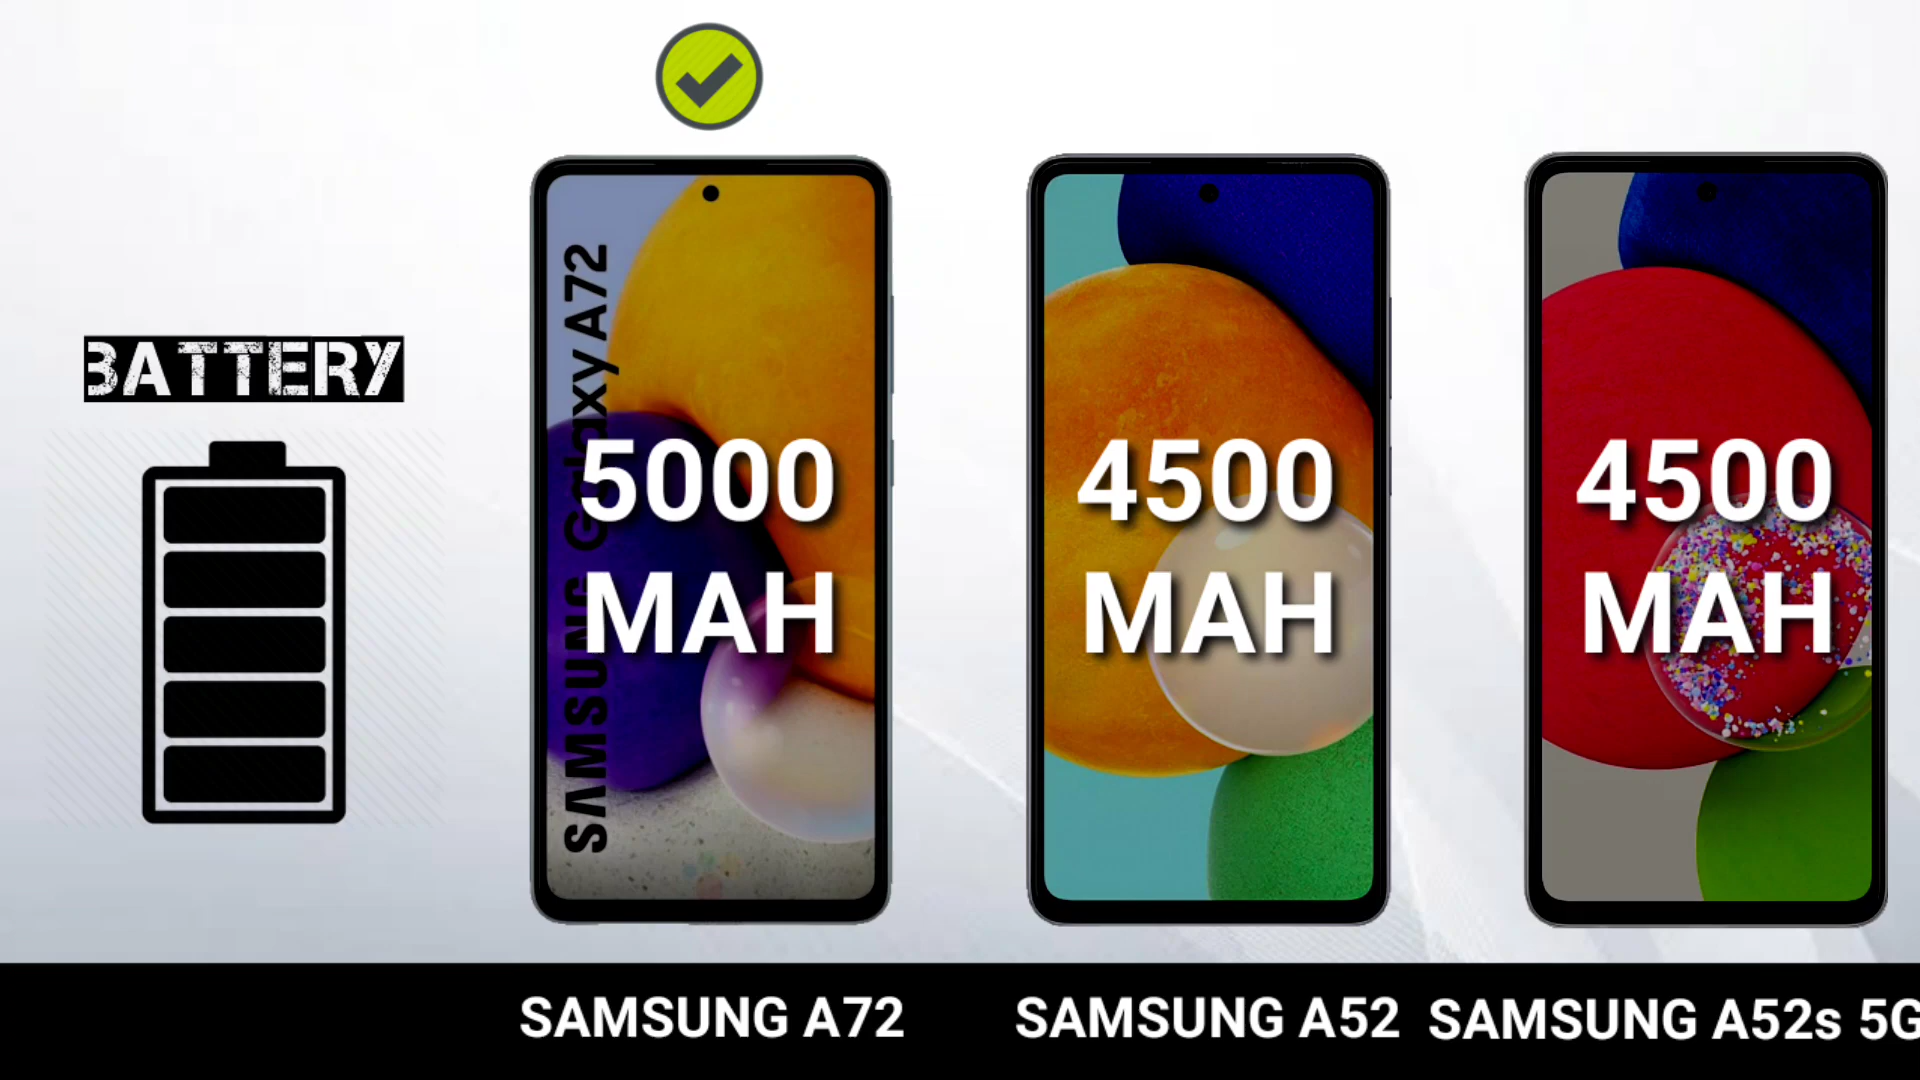 BATTERY
SAMSUNG Galaxy A72
5000
MAH
4500
MAH
4500
MAH
SAMSUNG A72
SAMSUNG A52
SAMSUNG A52s 5G